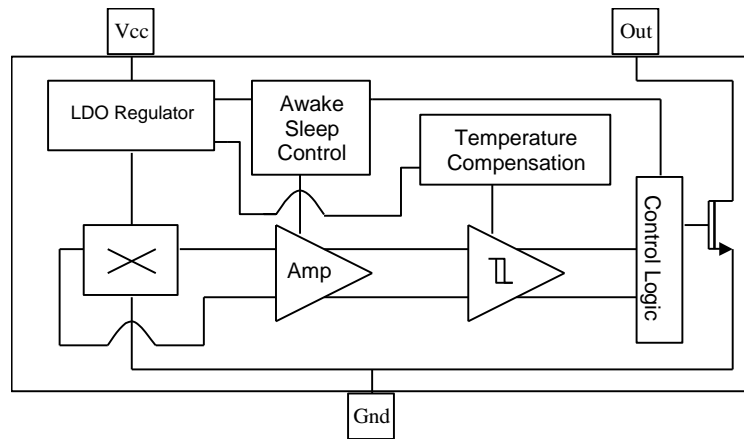 Vcc
Out
LDO Regulator
Awake
Sleep
Control
Temperature
Compensation
Control Logic
Amp
Gnd